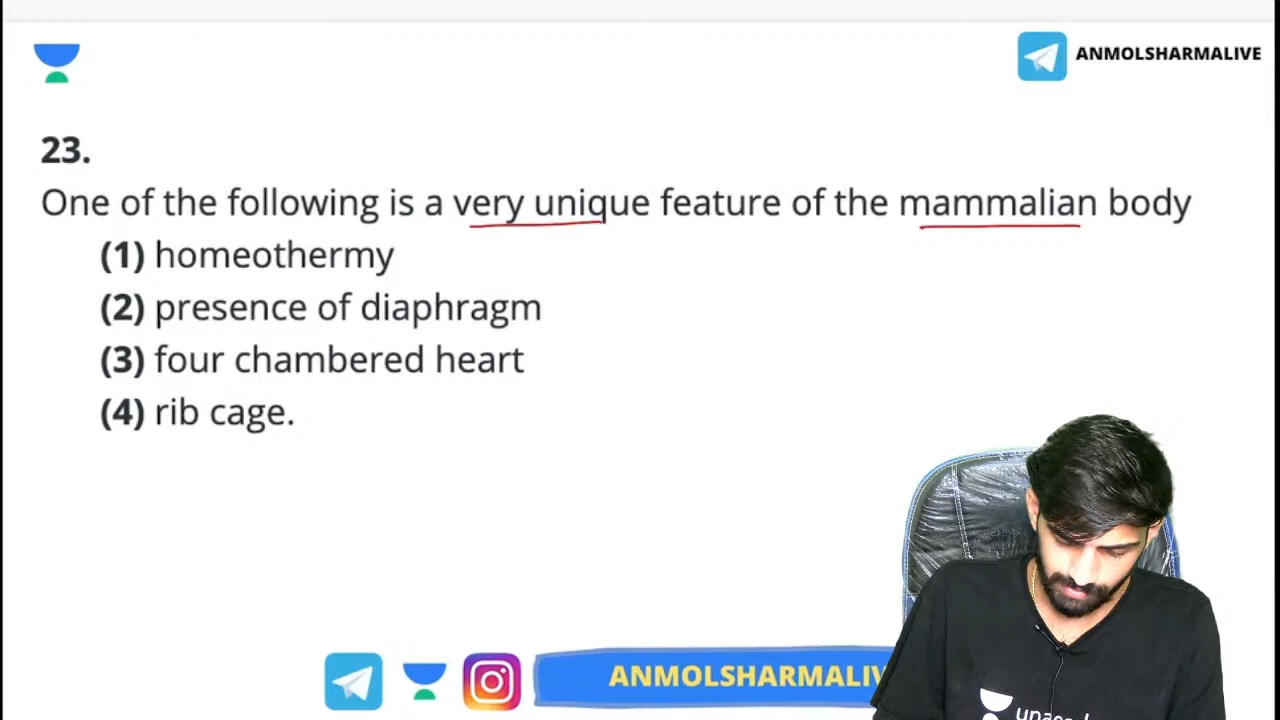 ANMOLSHARMALIVE
23.
One of the following is a very unique feature of the mammalian body
(1) homeothermy
(2) presence of diaphragm
(3) four chambered heart
(4) rib cage.
ANMOLSHARMALIV